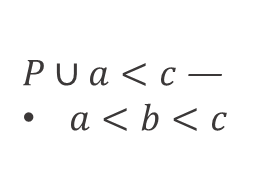 P ∪ a < c —
• a < b < c